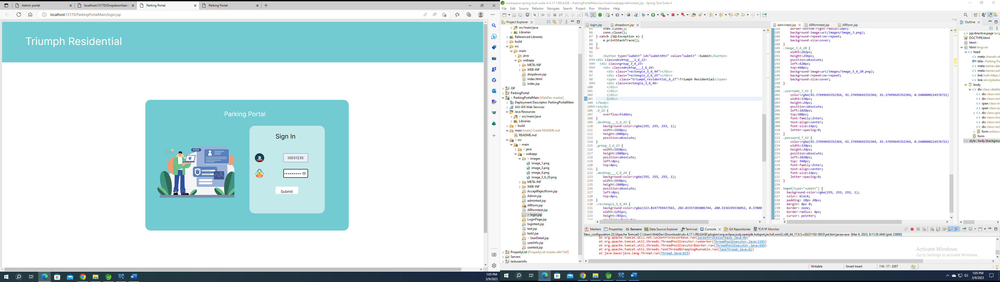 Admin portal
localhost:13170/DropdownSearc
Parking Portal
Parking Portal
localhost:13170/ParkingPortalMain/login.jsp
Triumph Residential
Parking Portal
Sign In
t0031235
Submit
1:05 PM
3/9/2023
workspace-spring-tool-suite-4-4.17.1.RELEASE - ParkingPortalMain/src/main/webapp/admintest.jsp - Spring Tool Suite 4
File Edit Source Refactor Navigate Search Project Run Window Help
Project Explorer
src/main/java
Libraries
Referenced Libraries
build
src
main
java
webapp
META-INF
WEB-INF
dropdown.jsp
index.html
index.jsp
JSP
ParkingPortal
> ParkingPortalMain [WebDev master]
Deployment Descriptor: ParkingPortalMain
JAX-WS Web Services
Java Resources
> src/main/java
Libraries
> build
main [main] Create README.md
README.md
> src
> main
> java
> webapp
> images
image_1.png
image_3.png
image_4.png
image_5_6_20.png
META-INF
WEB-INF
AcceptRejectForm.jsp
Admin.jsp
admintest.jsp
ARform.jsp
ARformtest.jsp
> login.jsp
LoginPage.jsp
logintest.jsp
test.jsp
test2.jsp
> UserDetail.jsp
userInfo.jsp
usertest.jsp
PropertyList [PropertyList master e4b11b0]
Servers
testuserinfo
login.jsp
dropdown.jsp
85 stmt.close();
86 conn.close();
87 } catch (SQLException e) {
88 e.printStackTrace();
89 }
90 %>
91
92 <button type="submit" id="submitBtn" value="submit" >Submit</button>
93 <div class=desktop___1_6_22>
94 <div class=group_3_6_23>
95 <div class=desktop___1_6_24>
96 <div class="rectangle_5_6_44"></div>
97 <div class="rectangle_2_6_25"></div>
98 <span class="triumph_residential_6_27">Triumph Residential</span>
99 <div class=rectangle_3_6_46>
100 </div>
101 </div>
102 </div>
103 </div>
104 </body>
105 <style>
106 .6_22 {
107 overflow:hidden;
108 }
109 .desktop___1_6_22 {
110 background-color:rgba(255, 255, 255, 1);
111 width:1920px;
112 height:1080px;
113 position:absolute;
114 }
115 .group_3_6_23 {
116 width:1920px;
117 height:1080px;
118 position:absolute;
119 left:0px;
120 top:0px;
121 }
122 .desktop___1_6_24 {
123 background-color:rgba(255, 255, 255, 1);
124 width:1920px;
125 height:1080px;
126 position:absolute;
127 left:0px;
128 top:0px;
129 }
130 .rectangle_5_6_44 {
131 background-color:rgba(113.8147759437561, 202.83357203006744, 208.5156199336052, 0.37000
132 width:1291px;
133 height:783px;
134 position:absolute;
admintest.jsp
ARformtest.jsp
ARform.jsp
184 border-bottom-right-radius:20px;
185 background-image:url(images/image_3.png);
186 background-repeat:no-repeat;
187 background-size:cover;
188 }
189 .image_5_6_20 {
190 width:262px;
191 height:256px;
192 position:absolute;
193 left:620px;
194 top:440px;
195 background-image:url(images/image_5_6_20.png);
196 background-repeat:no-repeat;
197 background-size:cover;
198 }
199
200 .username_7_61 {
201 color:rgba(91.37499645352364, 91.37499645352364, 91.37499645352364, 0.5400000214576721)
202 width:150px;
203 height:24px;
204 position:absolute;
205 left:1020px;
206 top:500px;
207 font-family:Inter;
208 text-align:center;
209 font-size:14px;
210 letter-spacing:0;
211 }
212 .password_7_62 {
213 color:rgba(91.37499645352364, 91.37499645352364, 91.37499645352364, 0.5400000214576721)
214 width:150px;
215 height:24px;
216 position:absolute;
217 left:1020px;
218 top: 560px;
219 font-family:Inter;
220 text-align:center;
221 font-size:14px;
222 letter-spacing:0;
223 }
224
225 input[type="submit"] {
226 background-color:rgba(255, 255, 255, 1);
227 color: black;
228 padding: 10px 20px;
229 margin: 8px 0;
230 border: none;
231 border-radius: 4px;
232 cursor: pointer;
Outline
jsp:directive.page lang
DOCTYPE:html
html :
html lang=en
head
meta charset=ut
title : Parking Po
meta name=des
meta name=aut
link href=https:/
link rel=styleshe
body
div class=deskto
div class=rec
div class=rec
span class=tr
span class=p
div class=gro
div class=ima
div class=rec
div class=rec
form action=
form
style : body {backgrou
Markers Properties Servers Data Source Explorer Terminal Console Git Repositories TCP/IP Monitor
New_configuration (3) [Apache Tomcat] C:\Users\WebDev\Downloads\sts-4.17.1.RELEASE\plugins\org.eclipse.justj.openjdk.hotspot.jre.full.win32.x86_64_17.0.5.v20221102-0933\jre\bin\javaw.exe (Mar 9, 2023, 8:11:28 AM) [pid: 23800]
at org.apache.tomcat.util.net.SocketProcessorBase.run(SocketProcessorBase.java:49)
at org.apache.tomcat.util.threads.ThreadPoolExecutor.runWorker(ThreadPoolExecutor.java:1191)
at org.apache.tomcat.util.threads.ThreadPoolExecutor$Worker.run(ThreadPoolExecutor.java:659)
at org.apache.tomcat.util.threads.TaskThread$WrappingRunnable.run(TaskThread.java:61)
at java.base/java.lang.Thread.run(Thread.java:833)
Activate Windows
Go to Settings to activate Windows.
Writable
Smart Insert
116 : 17 : 3267
1:05 PM
3/9/2023